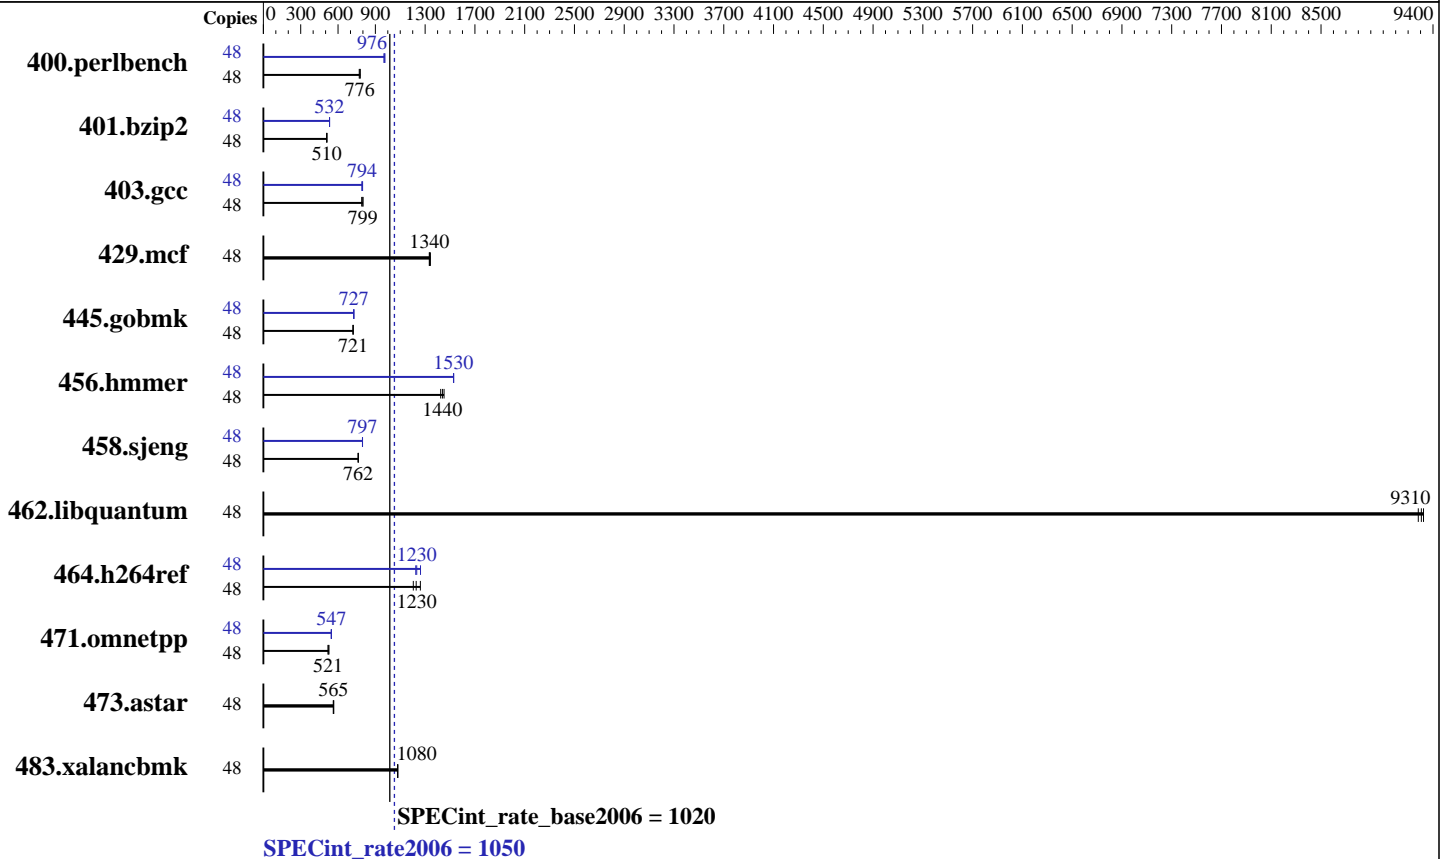 Copies 0 300 600 900 1300 1700 2100 2500 2900 3300 3700 4100 4500 4900 5300 5700 6100 6500 6900 7300 7700 8100 8500 9400
976
400.perlbench 48
48
776
532
401.bzip2 48
48
510
794
403.gcc 48
48
799
1340
429.mcf 48
727
445.gobmk 48
48
721
1530
456.hmmer 48
48
1440
797
458.sjeng 48
48
762
9310
462.libquantum 48
1230
464.h264ref 48
48
1230
547
471.omnetpp 48
48
521
565
473.astar 48
1080
483.xalancbmk 48
SPECint_rate_base2006 = 1020
SPECint_rate2006 = 1050